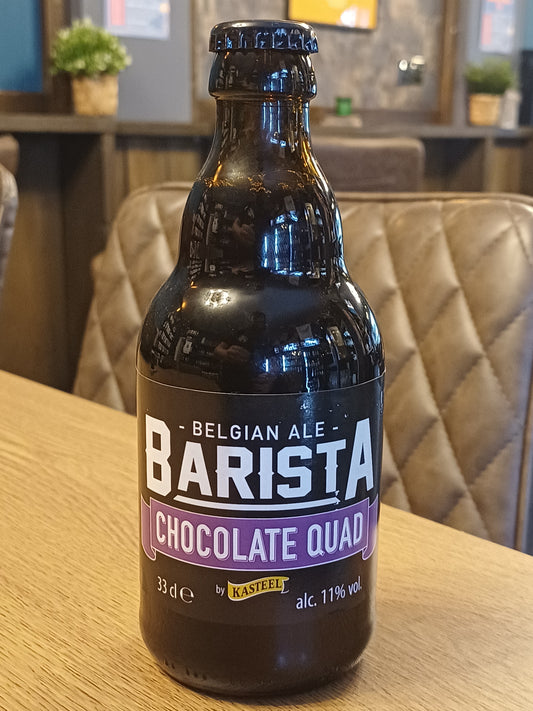 - BELGIAN ALE -
BARISTA
CHOCOLATE QUAD
33 cl e
by KASTEEL
alc. 11% vol.